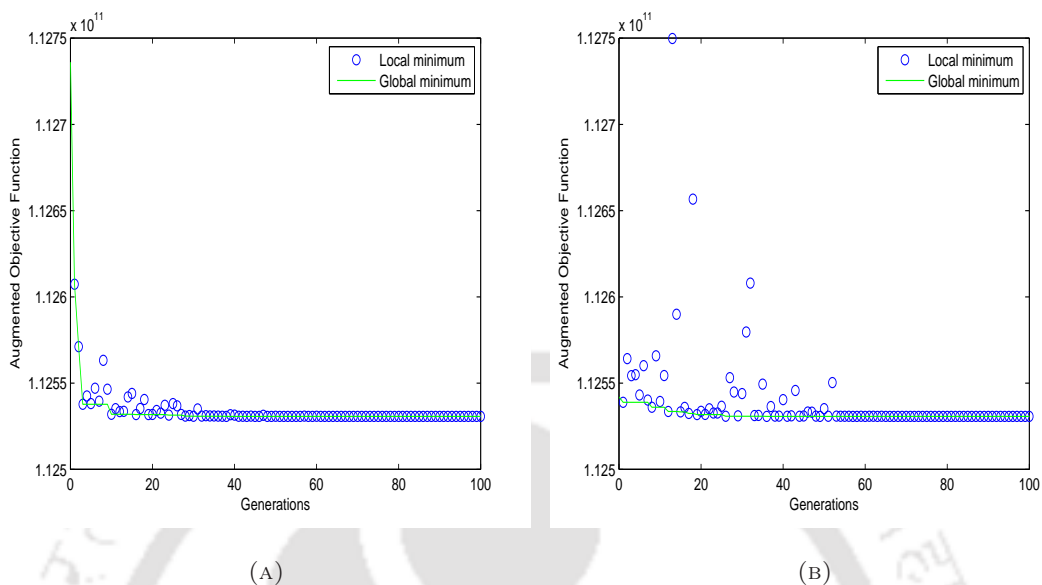 x 10^11
1.1275
1.127
1.1265
1.126
1.1255
1.125
Augmented Objective Function
Local minimum
Global minimum
0 20 40 60 80 100
Generations
(A)
x 10^11
1.1275
1.127
1.1265
1.126
1.1255
1.125
Augmented Objective Function
Local minimum
Global minimum
0 20 40 60 80 100
Generations
(B)